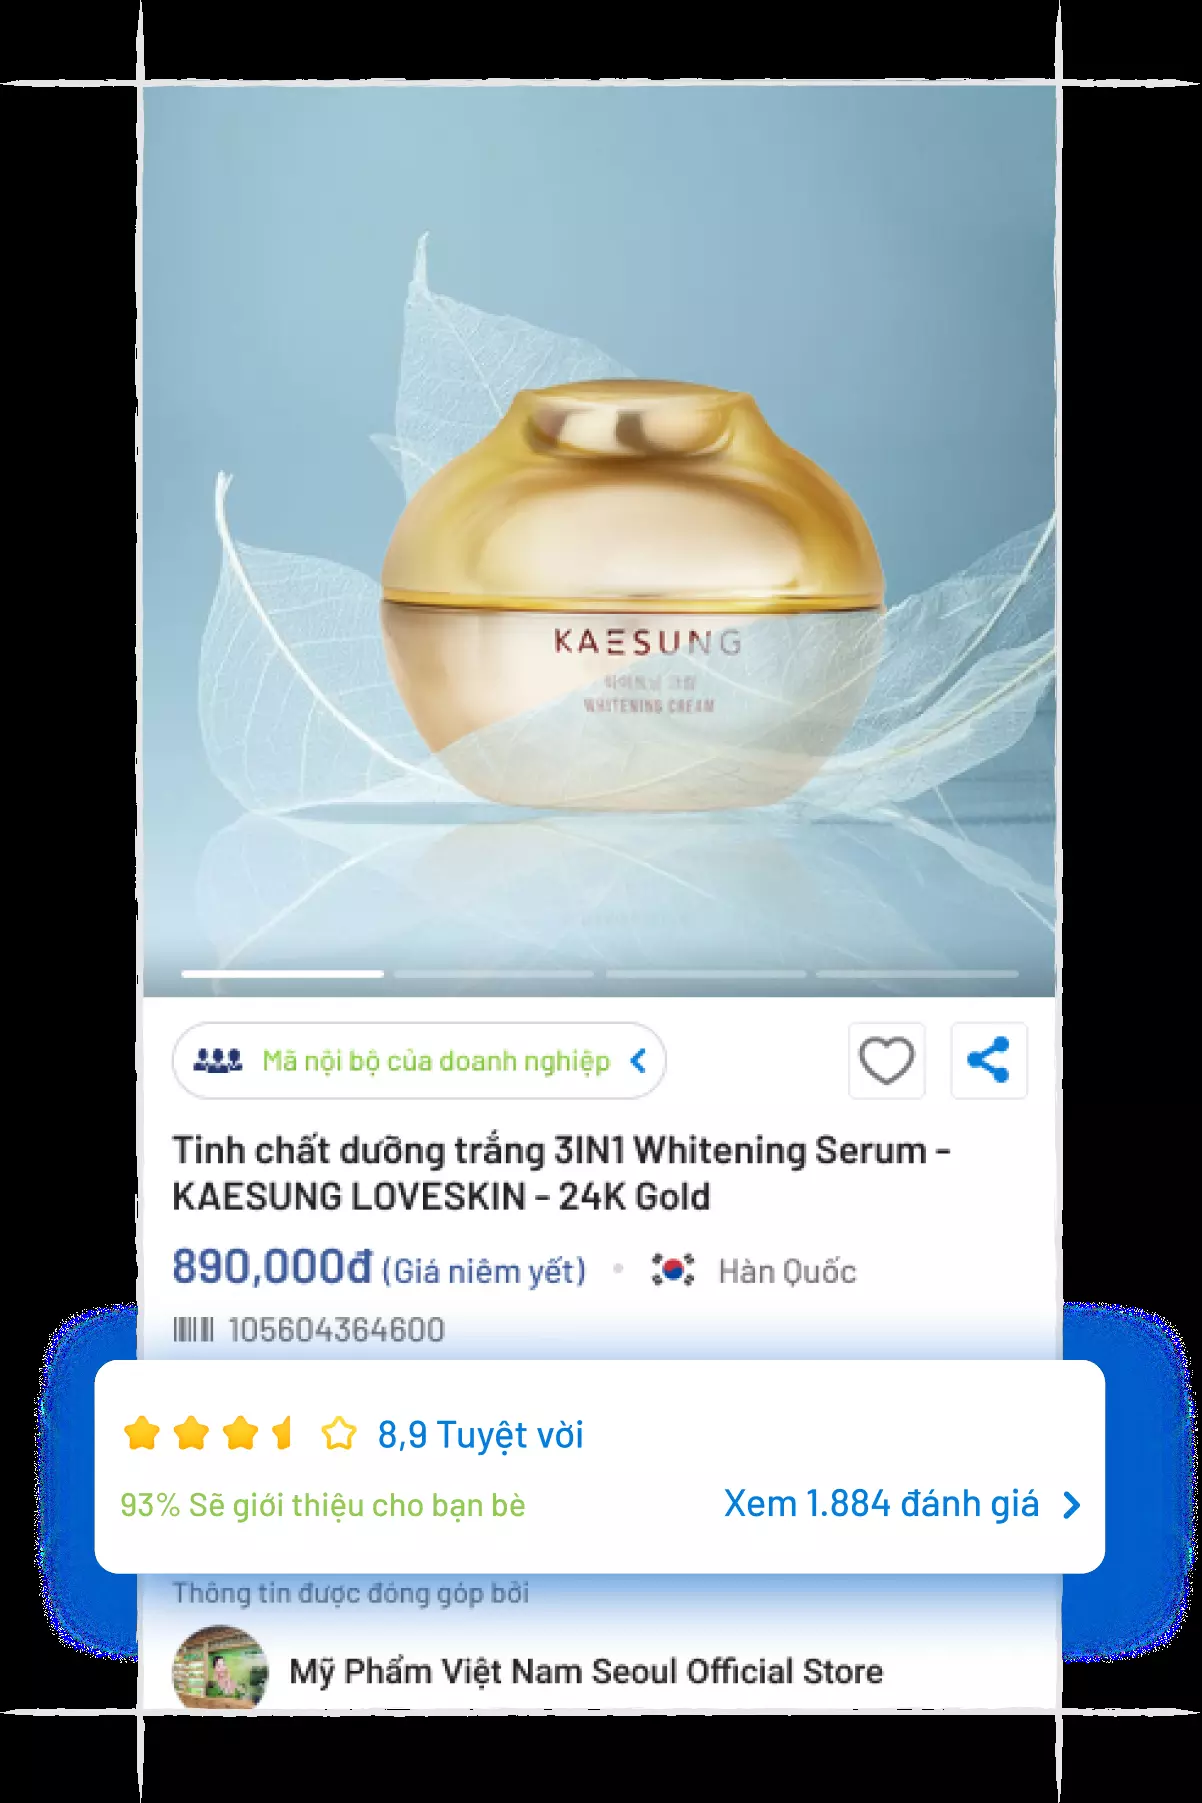 KAESUNG
WHITENING CREAM
Mã nội bộ của doanh nghiệp
Tinh chất dưỡng trắng 3IN1 Whitening Serum -
KAESUNG LOVESKIN - 24K Gold
890,000đ (Giá niêm yết) • Hàn Quốc
105604364600
8,9 Tuyệt vời
93% Sẽ giới thiệu cho bạn bè
Xem 1.884 đánh giá
Thông tin được đóng góp bởi
Mỹ Phẩm Việt Nam Seoul Official Store